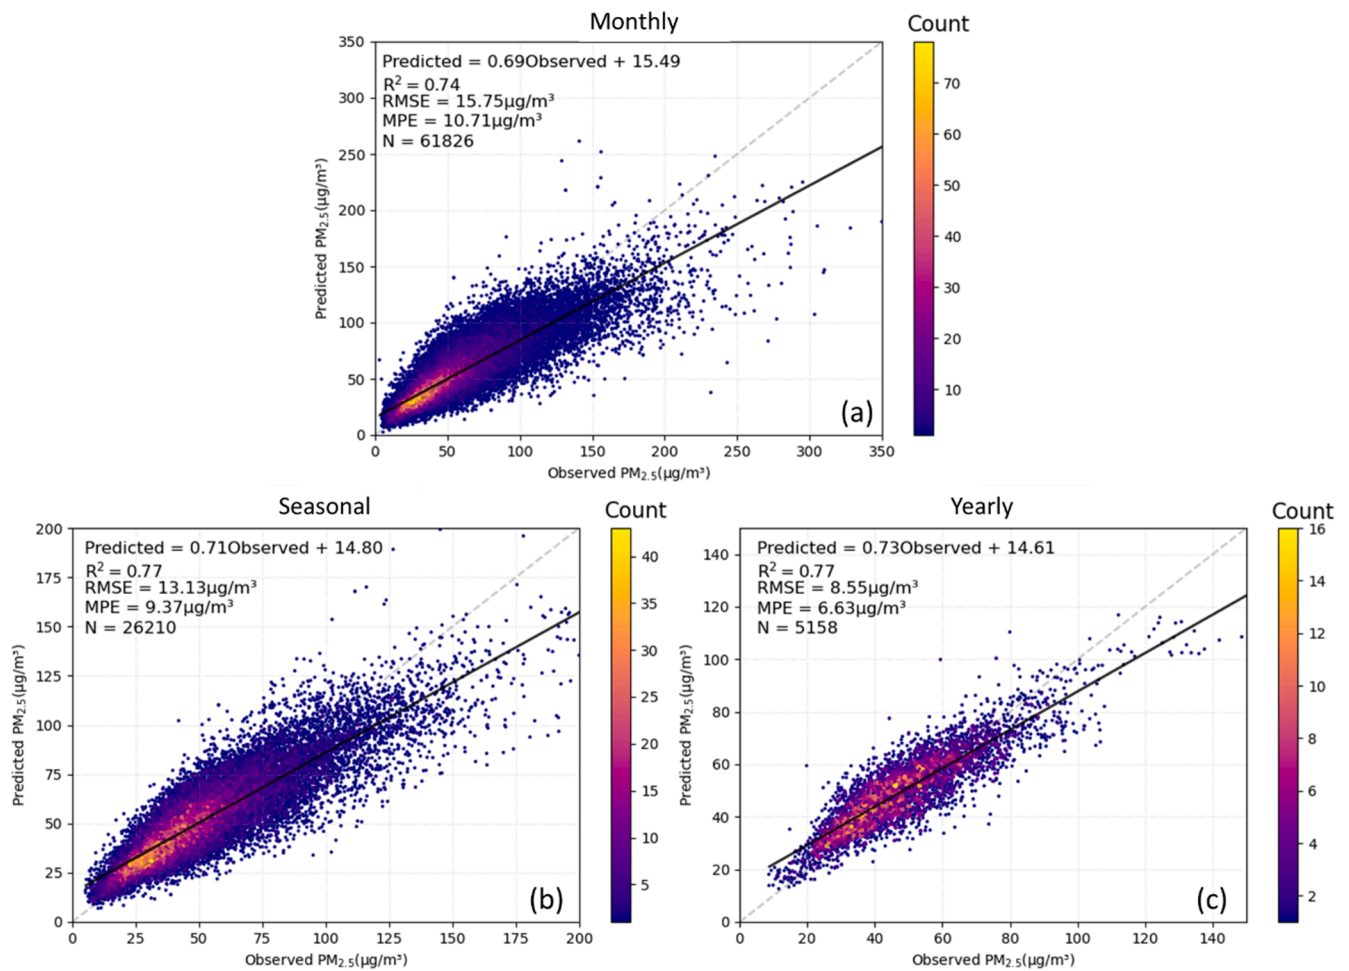 Monthly
Count
Predicted = 0.69Observed + 15.49
R² = 0.74
RMSE = 15.75µg/m³
MPE = 10.71µg/m³
N = 61826
350
300
250
200
150
100
50
0
Predicted PM₂.₅(µg/m³)
0 50 100 150 200 250 300 350
Observed PM₂.₅(µg/m³)
(a)
70
60
50
40
30
20
10
Seasonal
Count
Predicted = 0.71Observed + 14.80
R² = 0.77
RMSE = 13.13µg/m³
MPE = 9.37µg/m³
N = 26210
200
175
150
125
100
75
50
25
0
Predicted PM₂.₅(µg/m³)
0 25 50 75 100 125 150 175 200
Observed PM₂.₅(µg/m³)
(b)
40
35
30
25
20
15
10
5
Yearly
Count
Predicted = 0.73Observed + 14.61
R² = 0.77
RMSE = 8.55µg/m³
MPE = 6.63µg/m³
N = 5158
140
120
100
80
60
40
20
0
Predicted PM₂.₅(µg/m³)
0 20 40 60 80 100 120 140
Observed PM₂.₅(µg/m³)
(c)
16
14
12
10
8
6
4
2